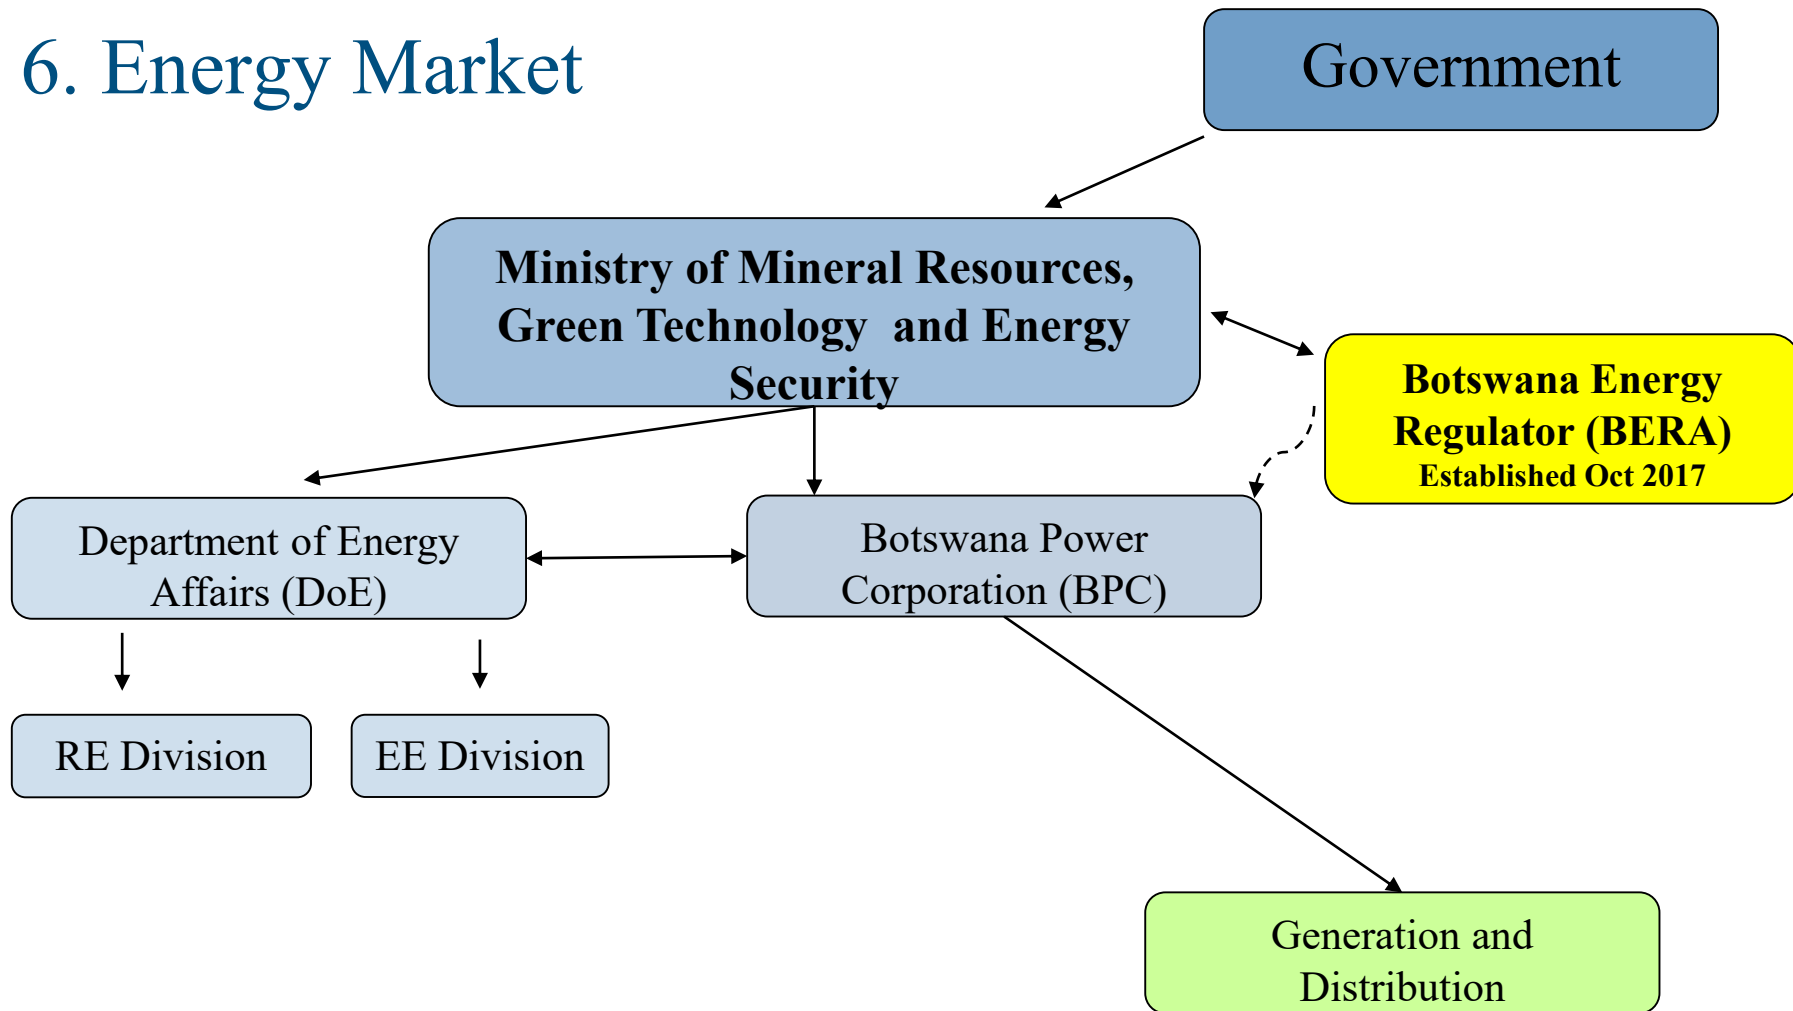 6. Energy Market
Government
Ministry of Mineral Resources,
Green Technology and Energy
Security
Botswana Energy
Regulator (BERA)
Established Oct 2017
Department of Energy
Affairs (DoE)
Botswana Power
Corporation (BPC)
RE Division
EE Division
Generation and
Distribution